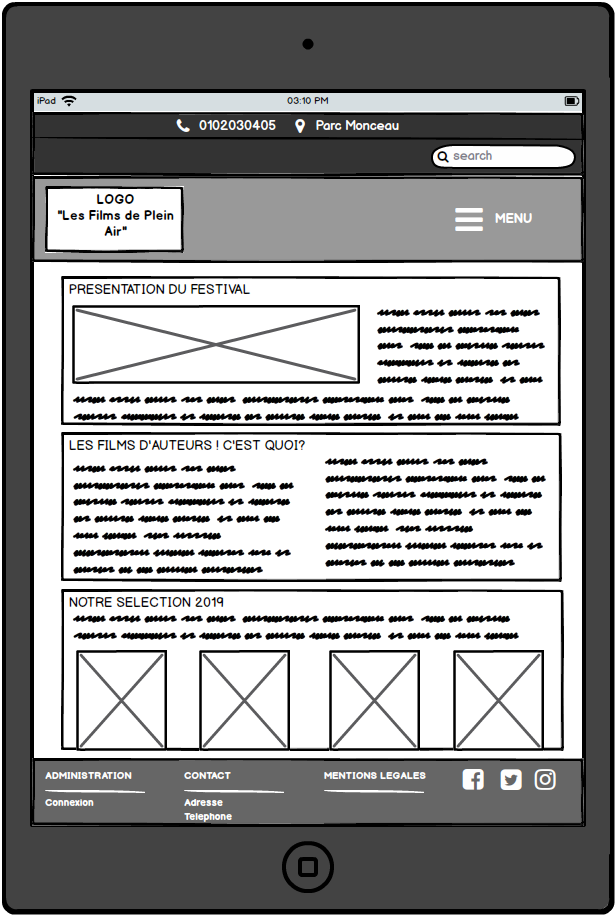 iPad
03:10 PM
0102030405
Parc Monceau
search
LOGO
"Les Films de Plein
Air"
MENU
PRESENTATION DU FESTIVAL
LES FILMS D'AUTEURS ! C'EST QUOI?
NOTRE SELECTION 2019
ADMINISTRATION
CONTACT
MENTIONS LEGALES
Connexion
Adresse
Telephone